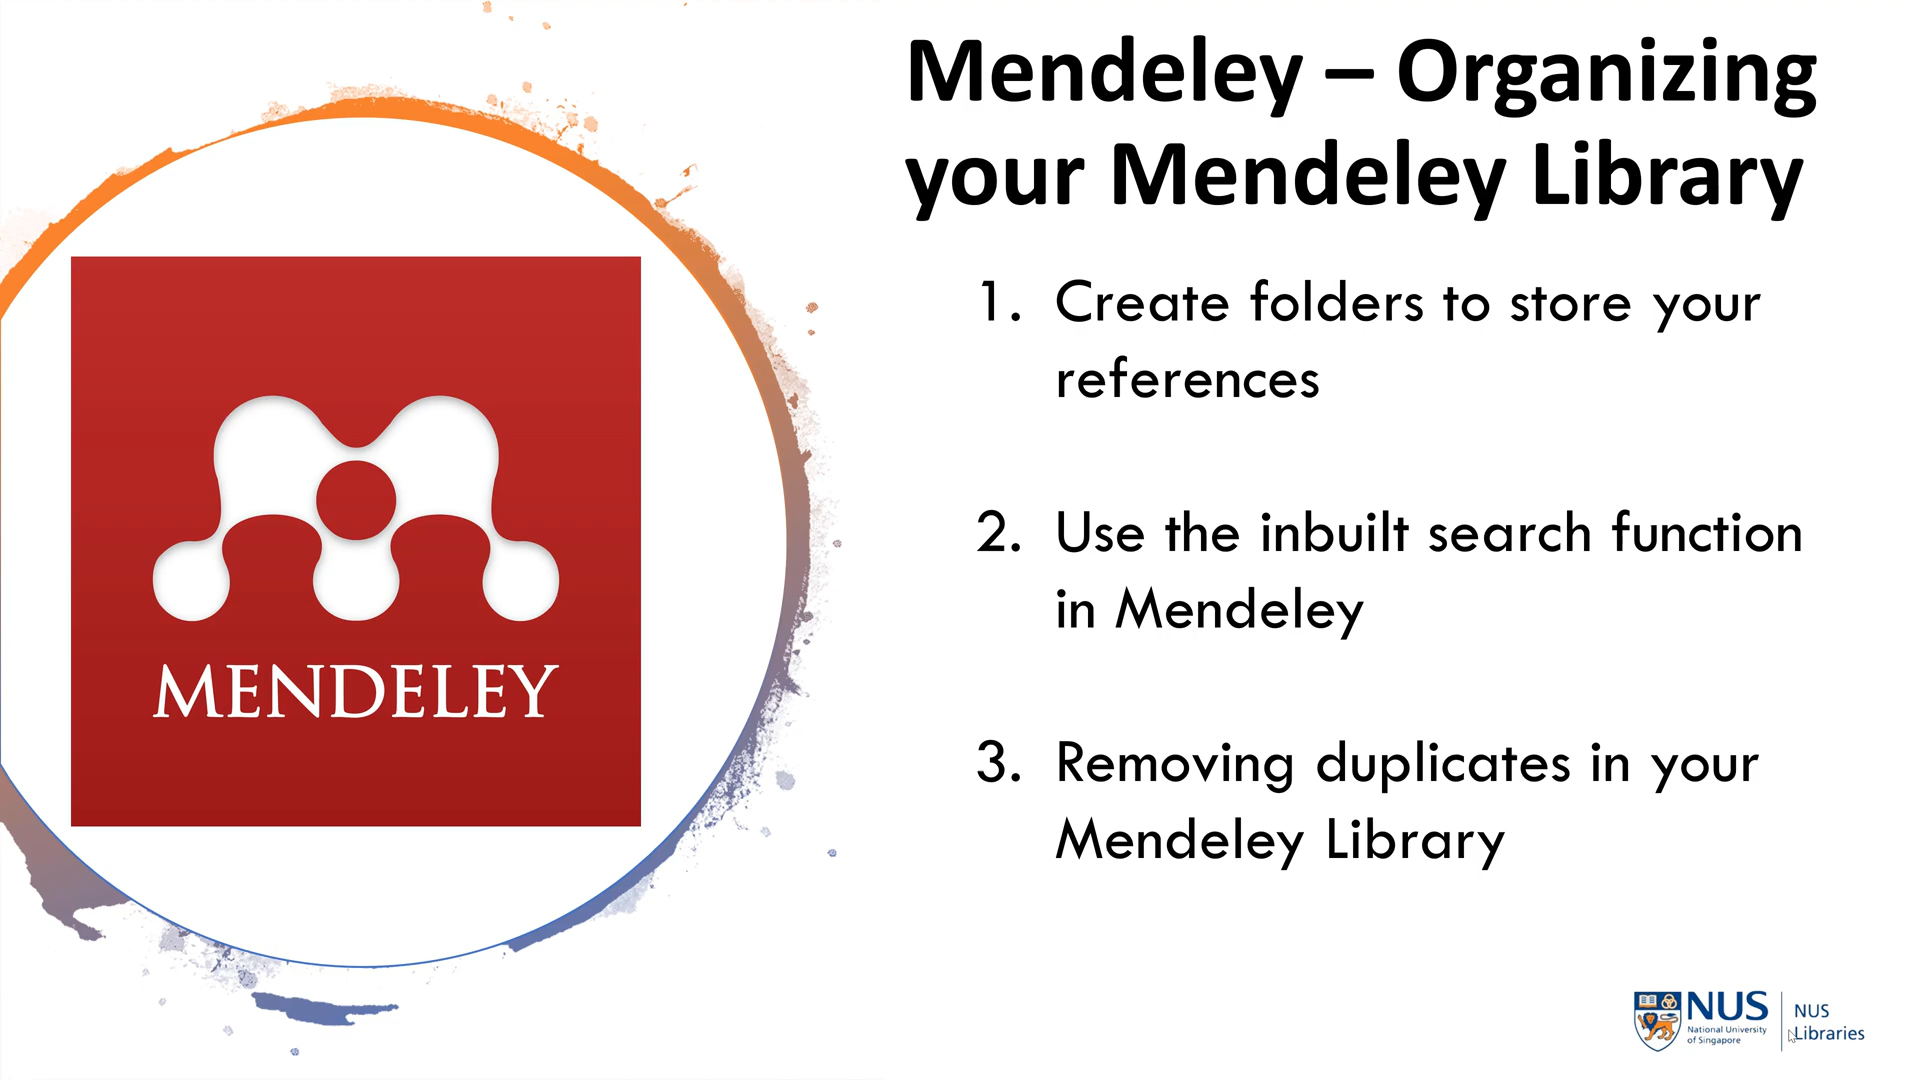 Mendeley – Organizing
your Mendeley Library
MENDELEY
1. Create folders to store your
references
2. Use the inbuilt search function
in Mendeley
3. Removing duplicates in your
Mendeley Library
NUS
National University
of Singapore
NUS
Libraries